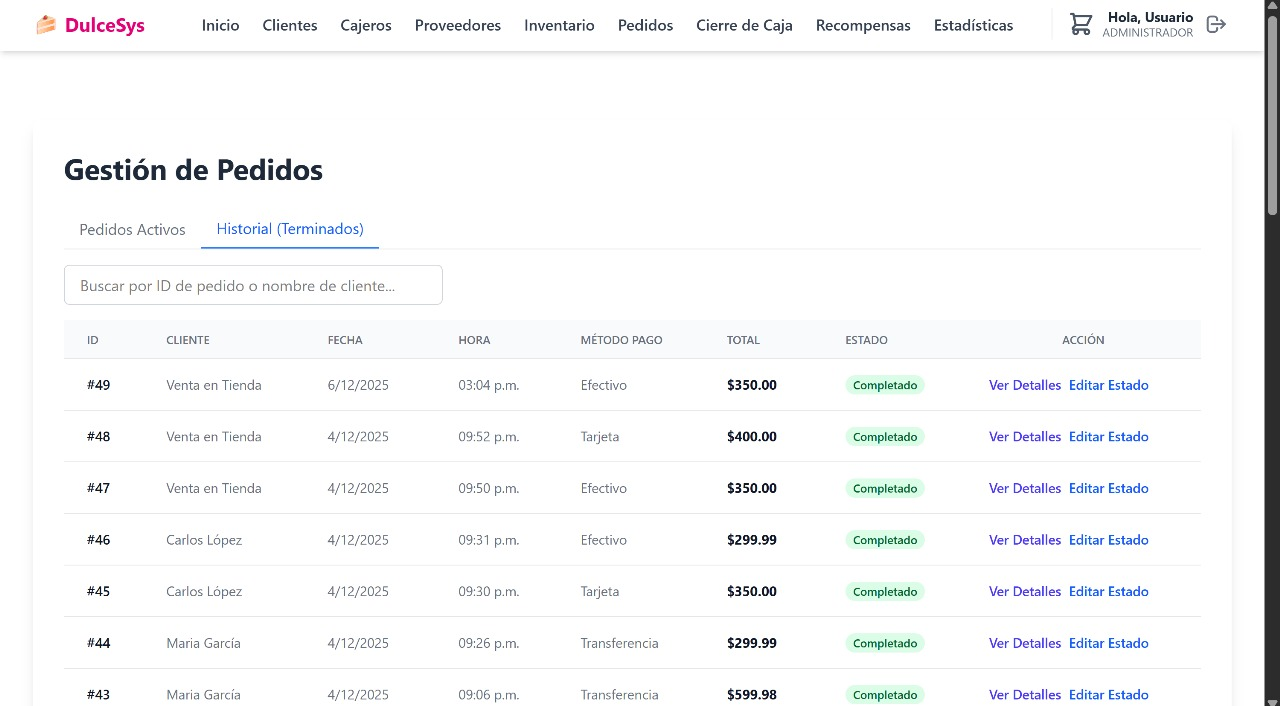 DulceSys Inicio Clientes Cajeros Proveedores Inventario Pedidos Cierre de Caja Recompensas Estadísticas Hola, Usuario
ADMINISTRADOR
Gestión de Pedidos
Pedidos Activos Historial (Terminados)
Buscar por ID de pedido o nombre de cliente...
ID CLIENTE FECHA HORA MÉTODO PAGO TOTAL ESTADO ACCIÓN
#49 Venta en Tienda 6/12/2025 03:04 p.m. Efectivo $350.00 Completado Ver Detalles Editar Estado
#48 Venta en Tienda 4/12/2025 09:52 p.m. Tarjeta $400.00 Completado Ver Detalles Editar Estado
#47 Venta en Tienda 4/12/2025 09:50 p.m. Efectivo $350.00 Completado Ver Detalles Editar Estado
#46 Carlos López 4/12/2025 09:31 p.m. Efectivo $299.99 Completado Ver Detalles Editar Estado
#45 Carlos López 4/12/2025 09:30 p.m. Tarjeta $350.00 Completado Ver Detalles Editar Estado
#44 Maria García 4/12/2025 09:26 p.m. Transferencia $299.99 Completado Ver Detalles Editar Estado
#43 Maria García 4/12/2025 09:06 p.m. Transferencia $599.98 Completado Ver Detalles Editar Estado